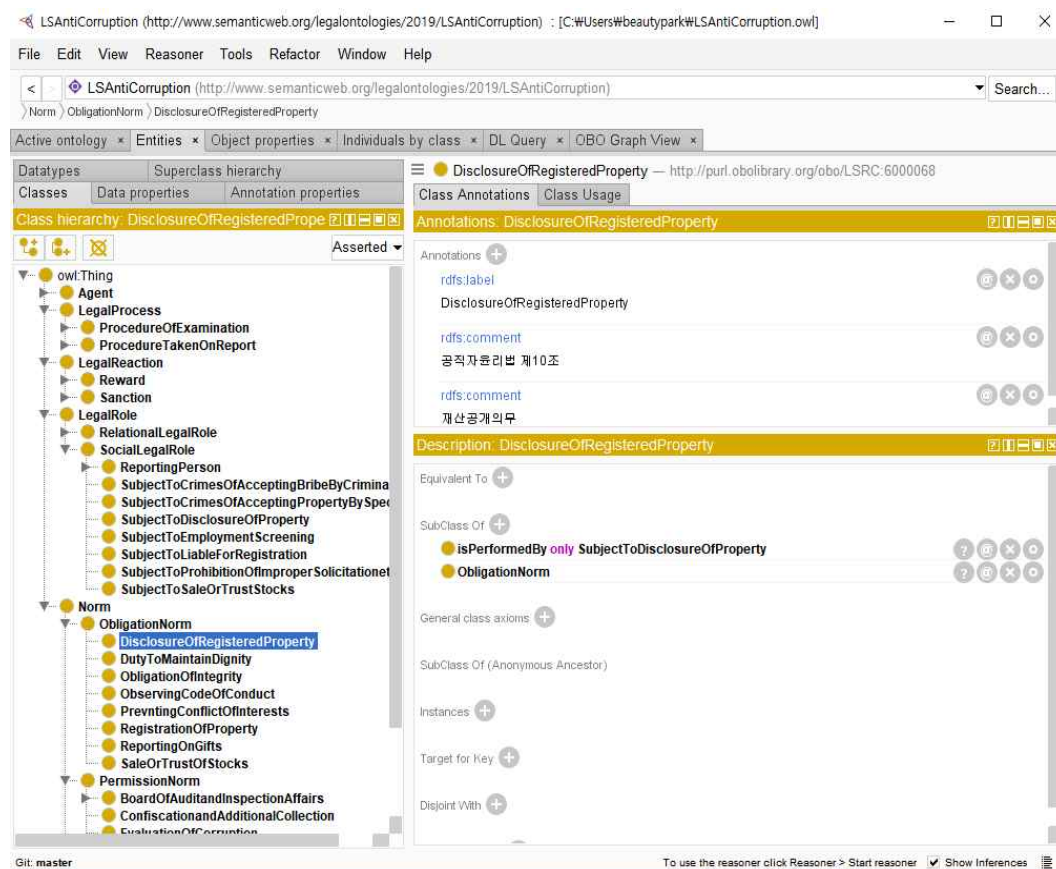 LSAntiCorruption (http://www.semanticweb.org/legalontologies/2019/LSAntiCorruption) : [C:₩Users₩beautypark₩LSAntiCorruption.owl]
File Edit View Reasoner Tools Refactor Window Help
< > LSAntiCorruption (http://www.semanticweb.org/legalontologies/2019/LSAntiCorruption) Search...
Norm ObligationNorm DisclosureOfRegisteredProperty
Active ontology × Entities × Object properties × Individuals by class × DL Query × OBO Graph View ×
Datatypes Superclass hierarchy
Classes Data properties Annotation properties
Class hierarchy: DisclosureOfRegisteredPrope
Asserted
owl:Thing
Agent
LegalProcess
ProcedureOfExamination
ProcedureTakenOnReport
LegalReaction
Reward
Sanction
LegalRole
RelationalLegalRole
SocialLegalRole
ReportingPerson
SubjectToCrimesOfAcceptingBribeByCrimina
SubjectToCrimesOfAcceptingPropertyBySpec
SubjectToDisclosureOfProperty
SubjectToEmploymentScreening
SubjectToLiableForRegistration
SubjectToProhibitionOfImproperSolicitationet
SubjectToSaleOrTrustStocks
Norm
ObligationNorm
DisclosureOfRegisteredProperty
DutyToMaintainDignity
ObligationOfIntegrity
ObservingCodeOfConduct
PrevntingConflictOfInterests
RegistrationOfProperty
ReportingOnGifts
SaleOrTrustOfStocks
PermissionNorm
BoardOfAuditandInspectionAffairs
ConfiscationandAdditionalCollection
EvaluationOfCorruption
DisclosureOfRegisteredProperty — http://purl.obolibrary.org/obo/LSRC:6000068
Class Annotations Class Usage
Annotations: DisclosureOfRegisteredProperty
Annotations
rdfs:label
DisclosureOfRegisteredProperty
rdfs:comment
공직자윤리법 제10조
rdfs:comment
재산공개의무
Description: DisclosureOfRegisteredProperty
Equivalent To
SubClass Of
isPerformedBy only SubjectToDisclosureOfProperty
ObligationNorm
General class axioms
SubClass Of (Anonymous Ancestor)
Instances
Target for Key
Disjoint With
Git: master
To use the reasoner click Reasoner > Start reasoner Show Inferences